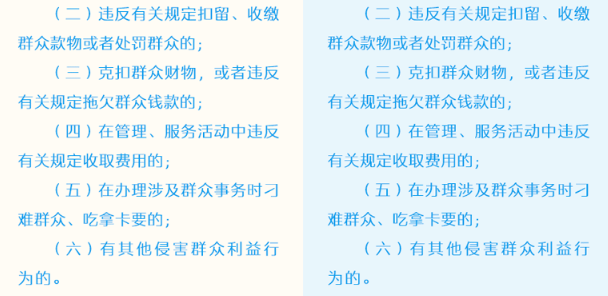 （二）违反有关规定扣留、收缴
群众款物或者处罚群众的；
（三）克扣群众财物，或者违反
有关规定拖欠群众钱款的；
（四）在管理、服务活动中违反
有关规定收取费用的；
（五）在办理涉及群众事务时刁
难群众、吃拿卡要的；
（六）有其他侵害群众利益行
为的。
（二）违反有关规定扣留、收缴
群众款物或者处罚群众的；
（三）克扣群众财物，或者违反
有关规定拖欠群众钱款的；
（四）在管理、服务活动中违反
有关规定收取费用的；
（五）在办理涉及群众事务时刁
难群众、吃拿卡要的；
（六）有其他侵害群众利益行
为的。